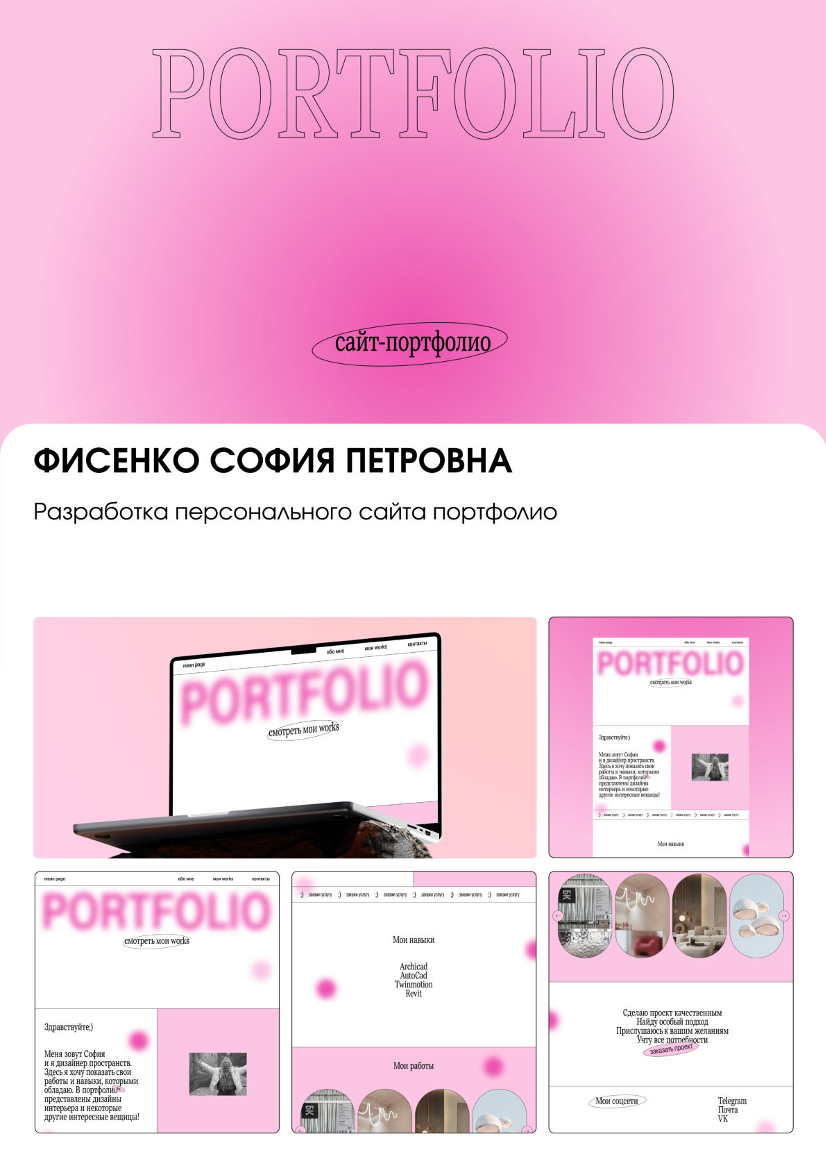 PORTFOLIO
сайт-портфолио
ФИСЕНКО СОФИЯ ПЕТРОВНА
Разработка персонального сайта портфолио
mean page
обо мне
мои works
контакты
PORTFOLIO
смотреть мои works
mean page
обо мне
мои works
контакты
PORTFOLIO
смотреть мои works
Здравствуйте;)
Меня зовут София
и я дизайнер пространств.
Здесь я хочу показать свои
работы и навыки, которыми
обладаю. В портфолио
представлены дизайны
интерьера и некоторые
другие интересные вещицы!
Мои навыки
mean page
обо мне
мои works
контакты
PORTFOLIO
смотреть мои works
Здравствуйте;)
Меня зовут София
и я дизайнер пространств.
Здесь я хочу показать свои
работы и навыки, которыми
обладаю. В портфолио
представлены дизайны
интерьера и некоторые
другие интересные вещицы!
:) закажи услугу :) закажи услугу :) закажи услугу :) закажи услугу :) закажи услугу :)
Мои навыки
Archicad
AutoCad
Twinmotion
Revit
Мои работы
БК
БК
Сделаю проект качественным
Найду особый подход
Прислушаюсь к вашим желаниям
Учту все потребности
заказать проект
Мои соцсети
Telegram
Почта
VK